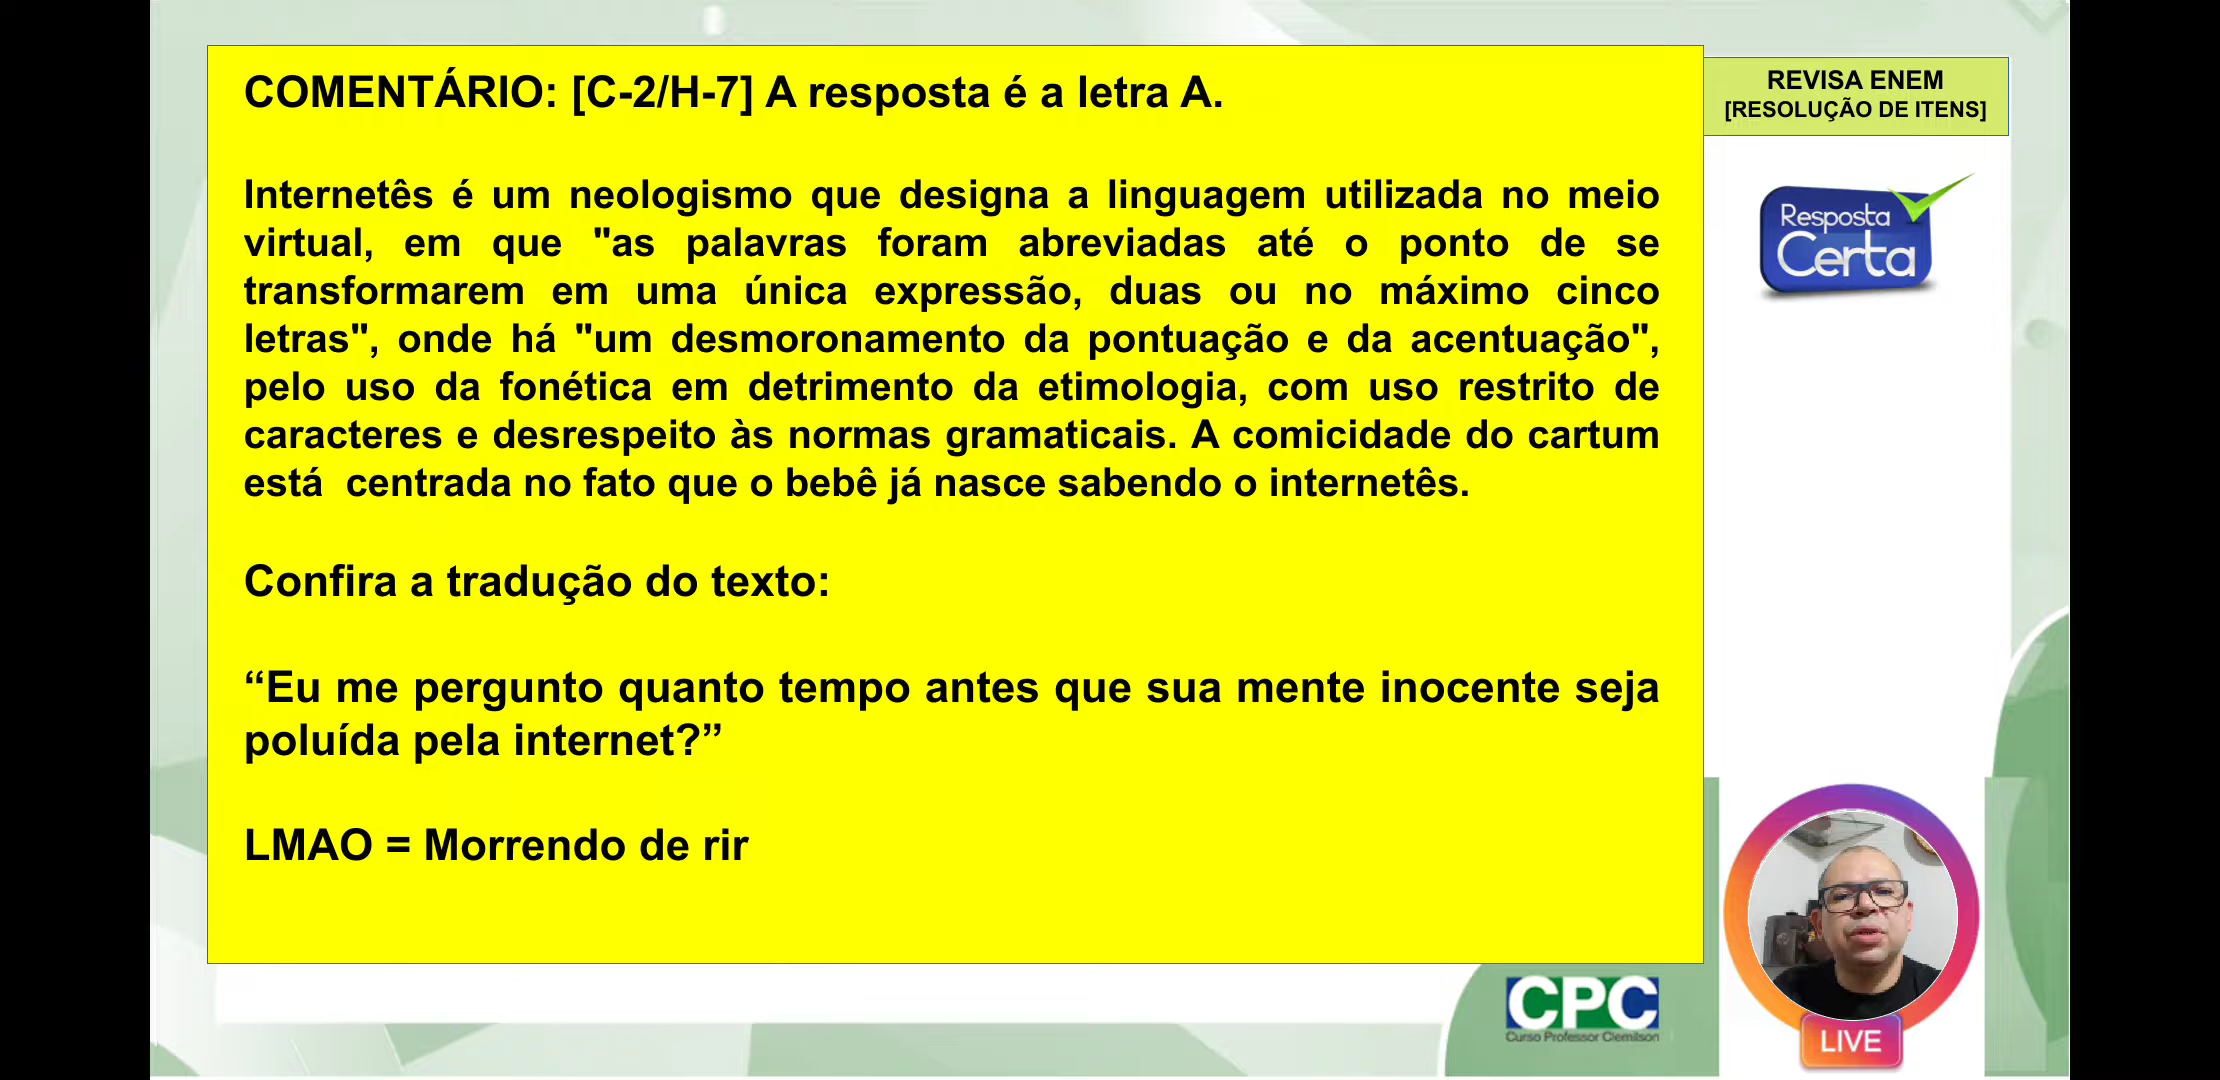 COMENTÁRIO: [C-2/H-7] A resposta é a letra A.
Internetês é um neologismo que designa a linguagem utilizada no meio
virtual, em que "as palavras foram abreviadas até o ponto de se
transformarem em uma única expressão, duas ou no máximo cinco
letras", onde há "um desmoronamento da pontuação e da acentuação",
pelo uso da fonética em detrimento da etimologia, com uso restrito de
caracteres e desrespeito às normas gramaticais. A comicidade do cartum
está centrada no fato que o bebê já nasce sabendo o internetês.
Confira a tradução do texto:
“Eu me pergunto quanto tempo antes que sua mente inocente seja
poluída pela internet?”
LMAO = Morrendo de rir
REVISA ENEM
[RESOLUÇÃO DE ITENS]
Resposta
Certa
CPC
Curso Professor Clemilson
LIVE